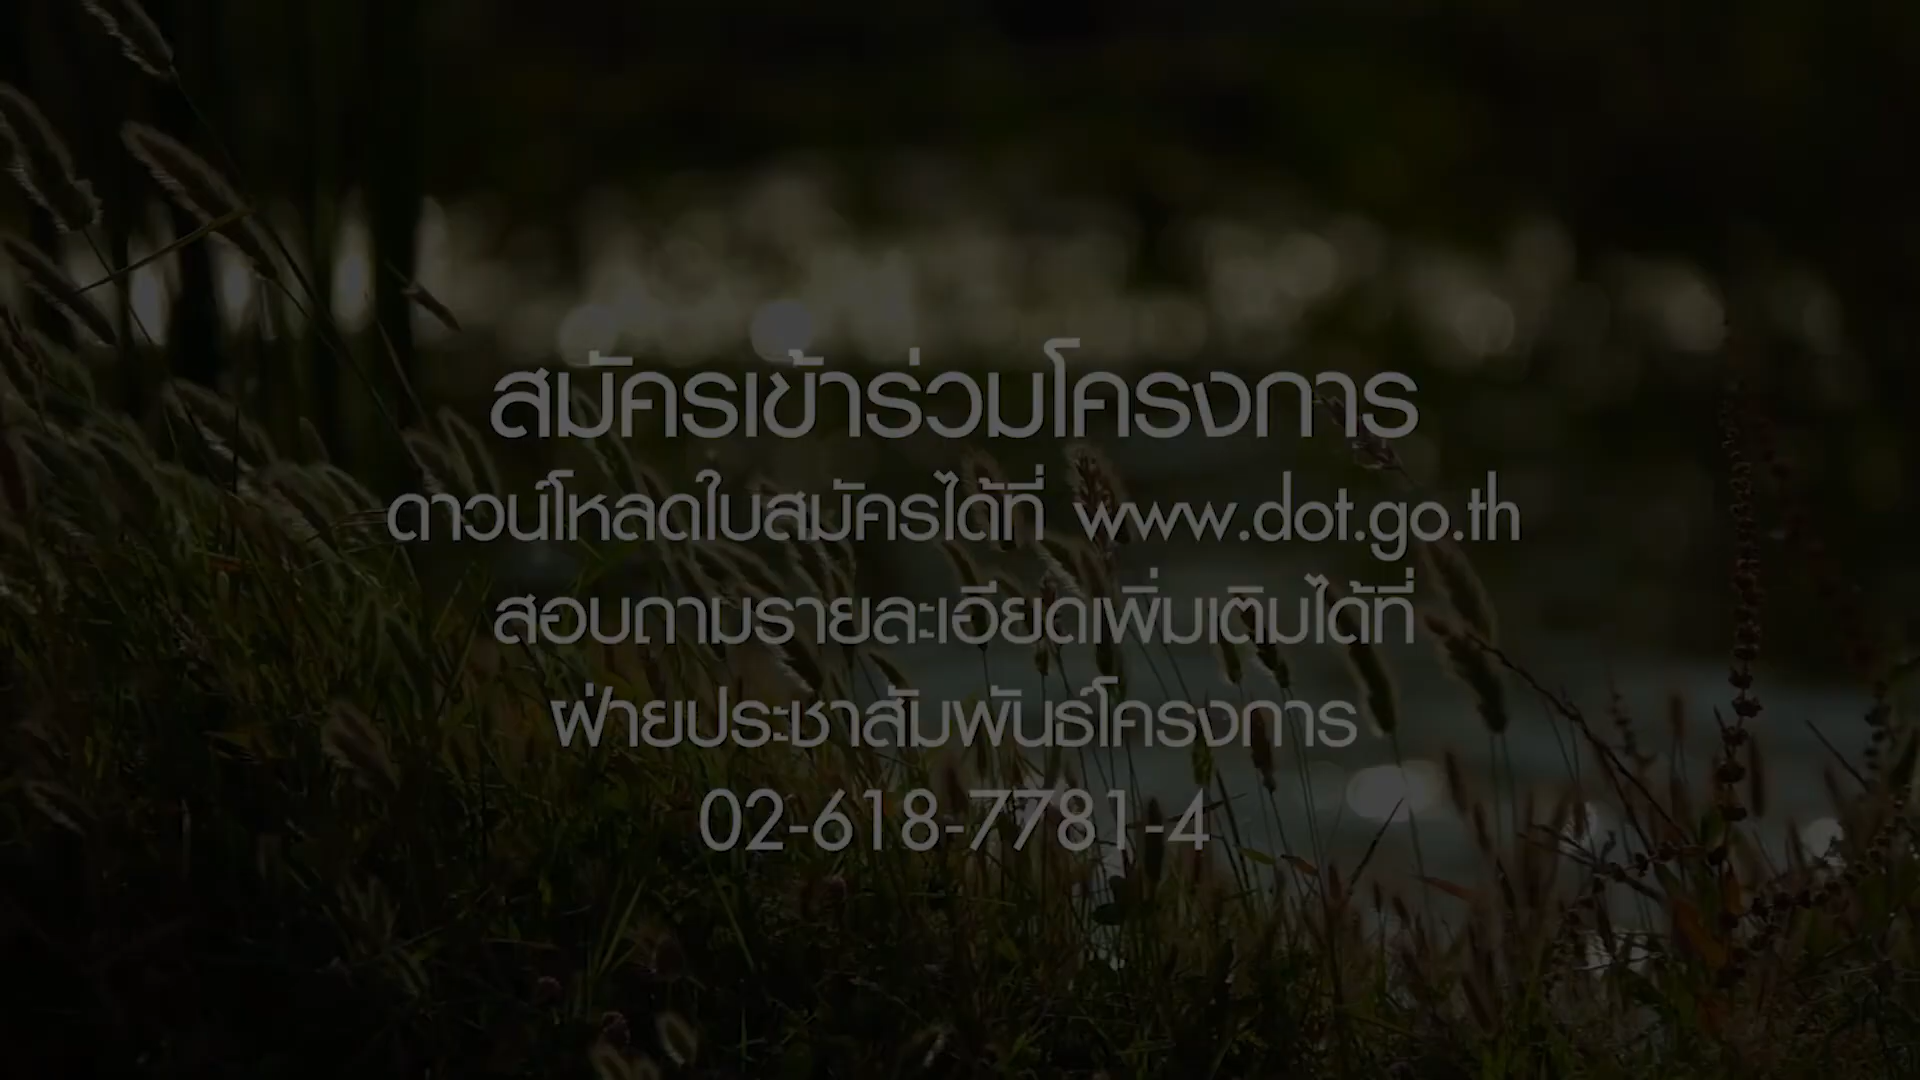 สมัครเข้าร่วมโครงการ
ดาวน์โหลดใบสมัครได้ที่ www.dot.go.th
สอบถามรายละเอียดเพิ่มเติมได้ที่
ฝ่ายประชาสัมพันธ์โครงการ
02-618-7781-4